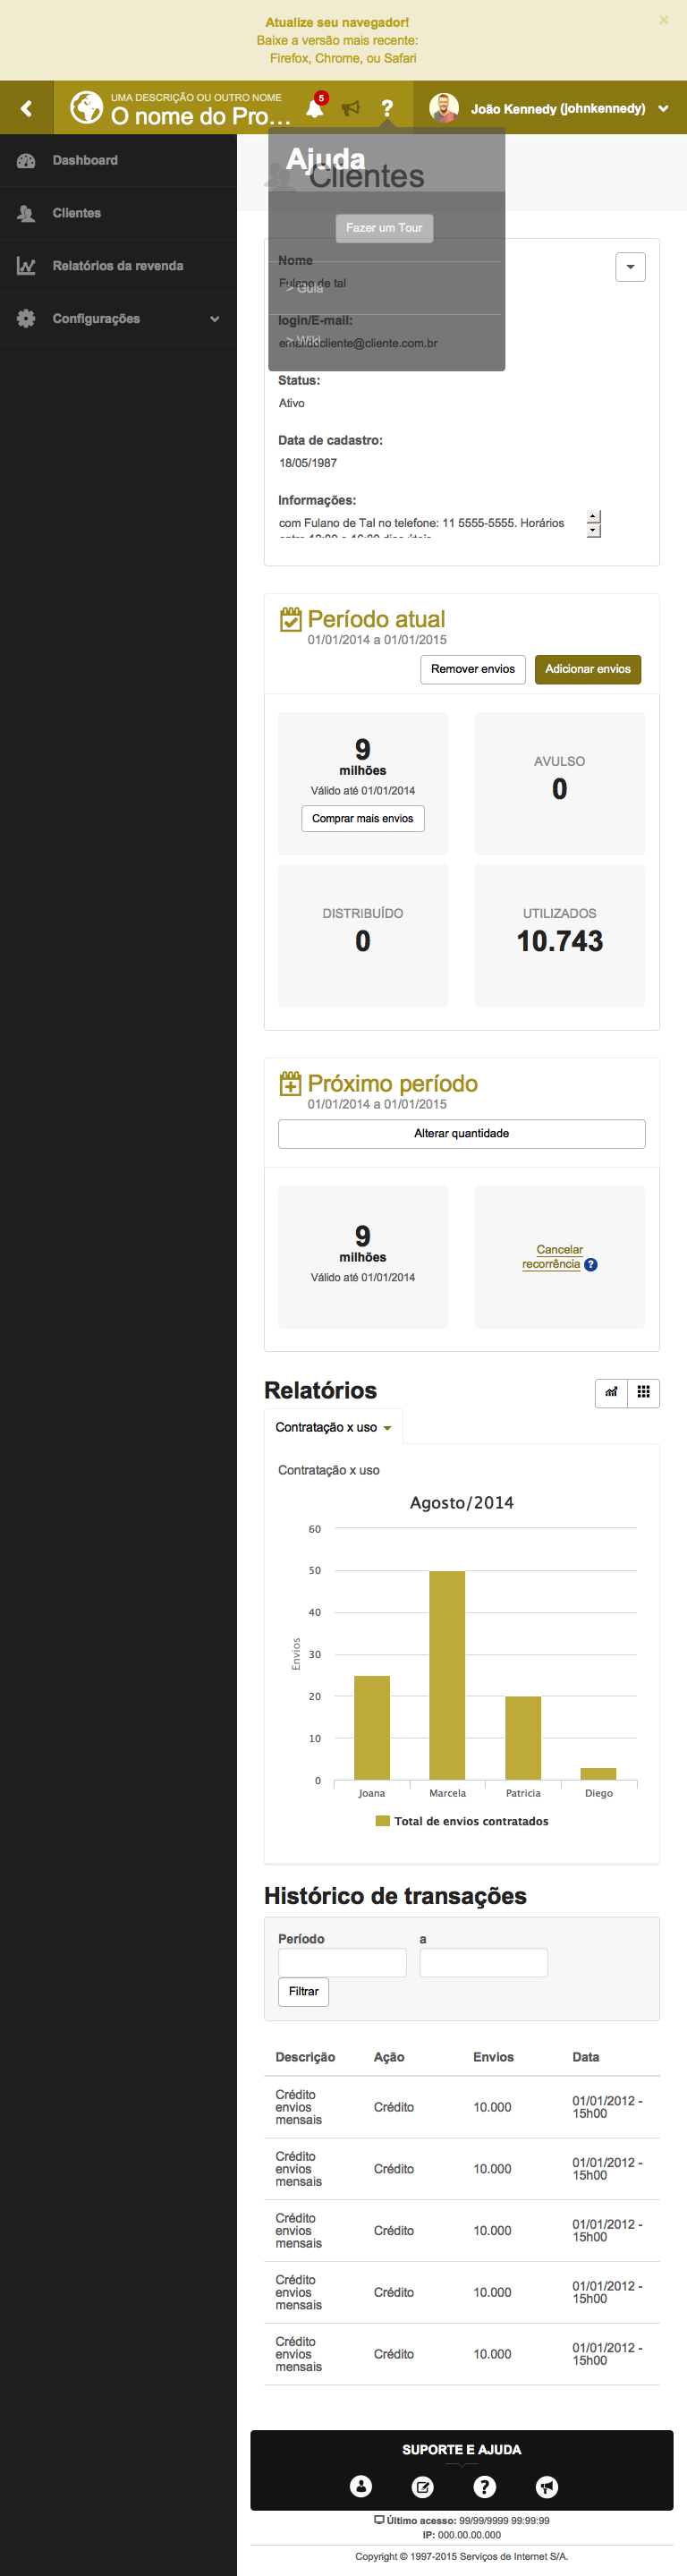 Atualize seu navegador!
×
Baixe a versão mais recente:
Firefox, Chrome, ou Safari
UMA DESCRIÇÃO OU OUTRO NOME
O nome do Pro...
5
?
João Kennedy (johnkennedy)
Dashboard
Clientes
Relatórios da revenda
Configurações
Ajuda
Clientes
Fazer um Tour
Nome
Fulano de tal
> Guia
login/E-mail:
> Wiki
emaildecliente@cliente.com.br
Status:
Ativo
Data de cadastro:
18/05/1987
Informações:
com Fulano de Tal no telefone: 11 5555-5555. Horários
entre 12:00 e 16:00 dias úteis
Período atual
01/01/2014 a 01/01/2015
Remover envios
Adicionar envios
9
milhões
Válido até 01/01/2014
Comprar mais envios
AVULSO
0
DISTRIBUÍDO
0
UTILIZADOS
10.743
Próximo período
01/01/2014 a 01/01/2015
Alterar quantidade
9
milhões
Válido até 01/01/2014
Cancelar
recorrência ?
Relatórios
Contratação x uso
Contratação x uso
Agosto/2014
60
50
40
30
20
10
0
Envios
Joana
Marcela
Patricia
Diego
Total de envios contratados
Histórico de transações
Período
a
Filtrar
Descrição Ação Envios Data
Crédito
envios
mensais
Crédito
10.000
01/01/2012 -
15h00
Crédito
envios
mensais
Crédito
10.000
01/01/2012 -
15h00
Crédito
envios
mensais
Crédito
10.000
01/01/2012 -
15h00
Crédito
envios
mensais
Crédito
10.000
01/01/2012 -
15h00
Crédito
envios
mensais
Crédito
10.000
01/01/2012 -
15h00
SUPORTE E AJUDA
?
Último acesso: 99/99/9999 99:99:99
IP: 000.00.00.000
Copyright © 1997-2015 Serviços de Internet S/A.